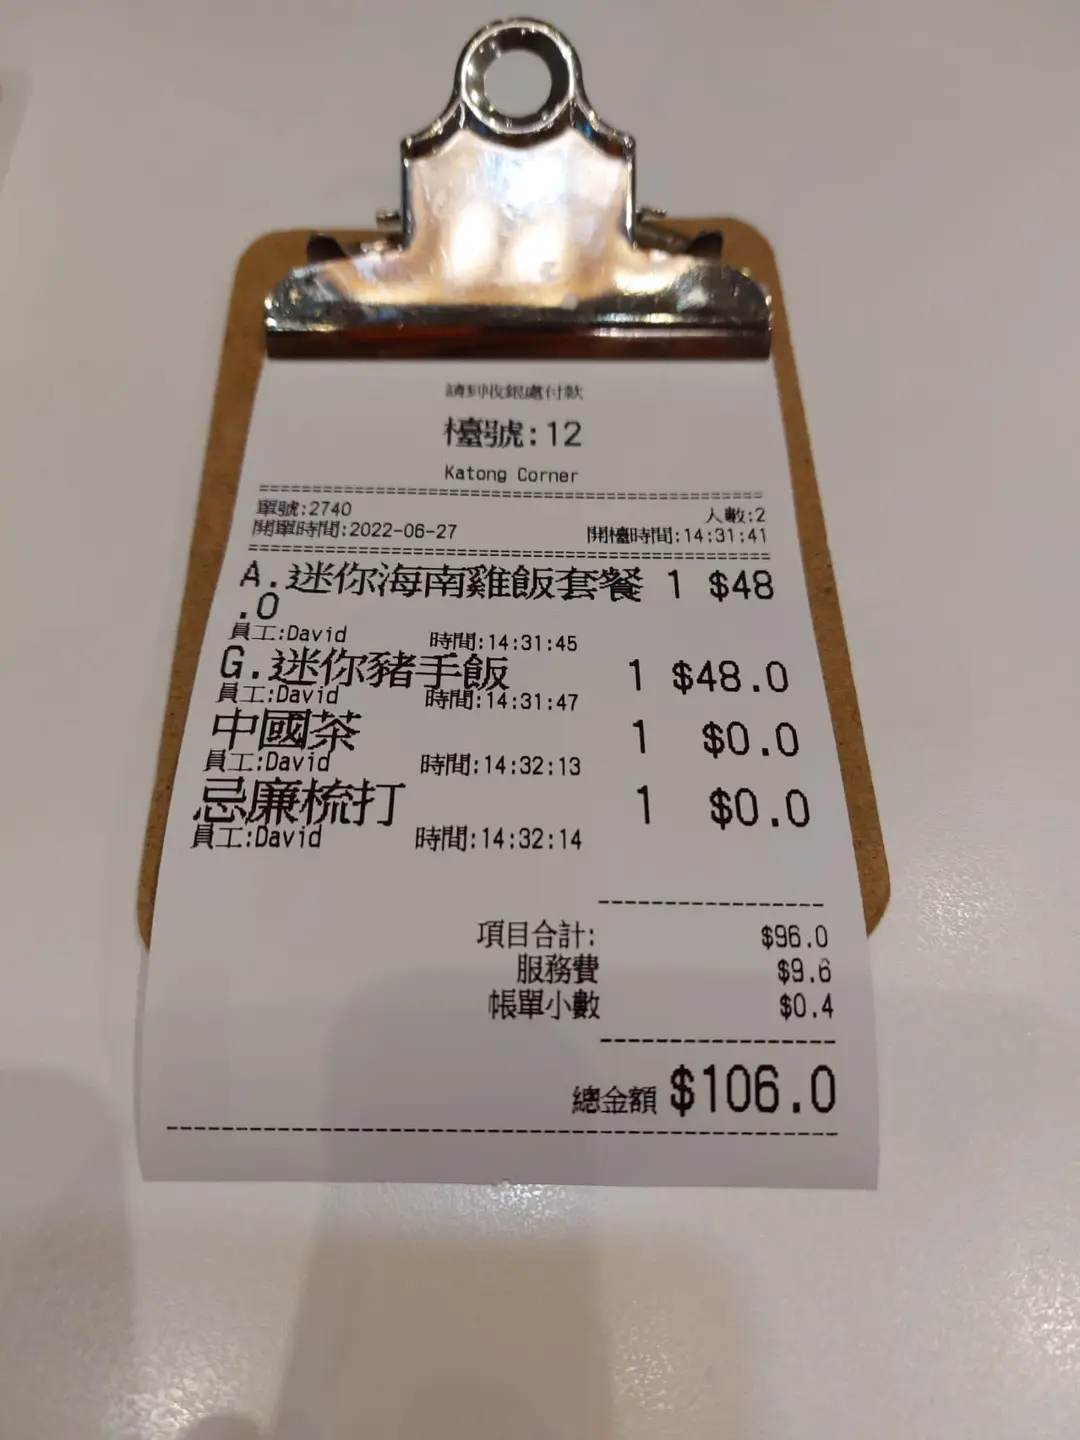 請到收銀處付款
檯號:12
Katong Corner
單號:2740 人數:2
開單時間:2022-06-27 開檯時間:14:31:41
A.迷你海南雞飯套餐 1 $48
.0
員工:David 時間:14:31:45
G.迷你豬手飯 1 $48.0
員工:David 時間:14:31:47
中國茶 1 $0.0
員工:David 時間:14:32:13
忌廉梳打 1 $0.0
員工:David 時間:14:32:14
項目合計: $96.0
服務費 $9.6
帳單小數 $0.4
總金額 $106.0